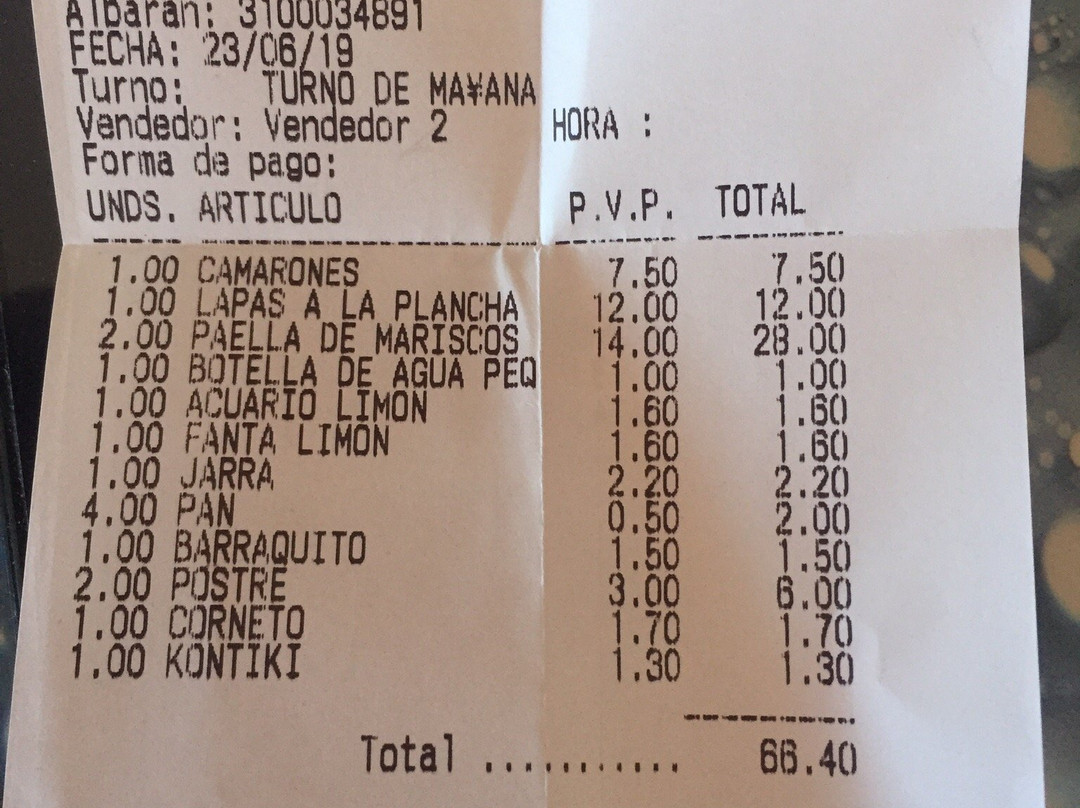 Albaran: 3100034891
FECHA: 23/06/19
Turno: TURNO DE MA¥ANA
Vendedor: Vendedor 2 HORA :
Forma de pago:
UNDS. ARTICULO P.V.P. TOTAL
1.00 CAMARONES 7.50 7.50
1.00 LAPAS A LA PLANCHA 12.00 12.00
2.00 PAELLA DE MARISCOS 14.00 28.00
1.00 BOTELLA DE AGUA PEQ 1.00 1.00
1.00 ACUARIO LIMON 1.60 1.60
1.00 FANTA LIMON 1.60 1.60
1.00 JARRA 2.20 2.20
4.00 PAN 0.50 2.00
1.00 BARRAQUITO 1.50 1.50
2.00 POSTRE 3.00 6.00
1.00 CORNETO 1.70 1.70
1.00 KONTIKI 1.30 1.30
Total ........... 66.40